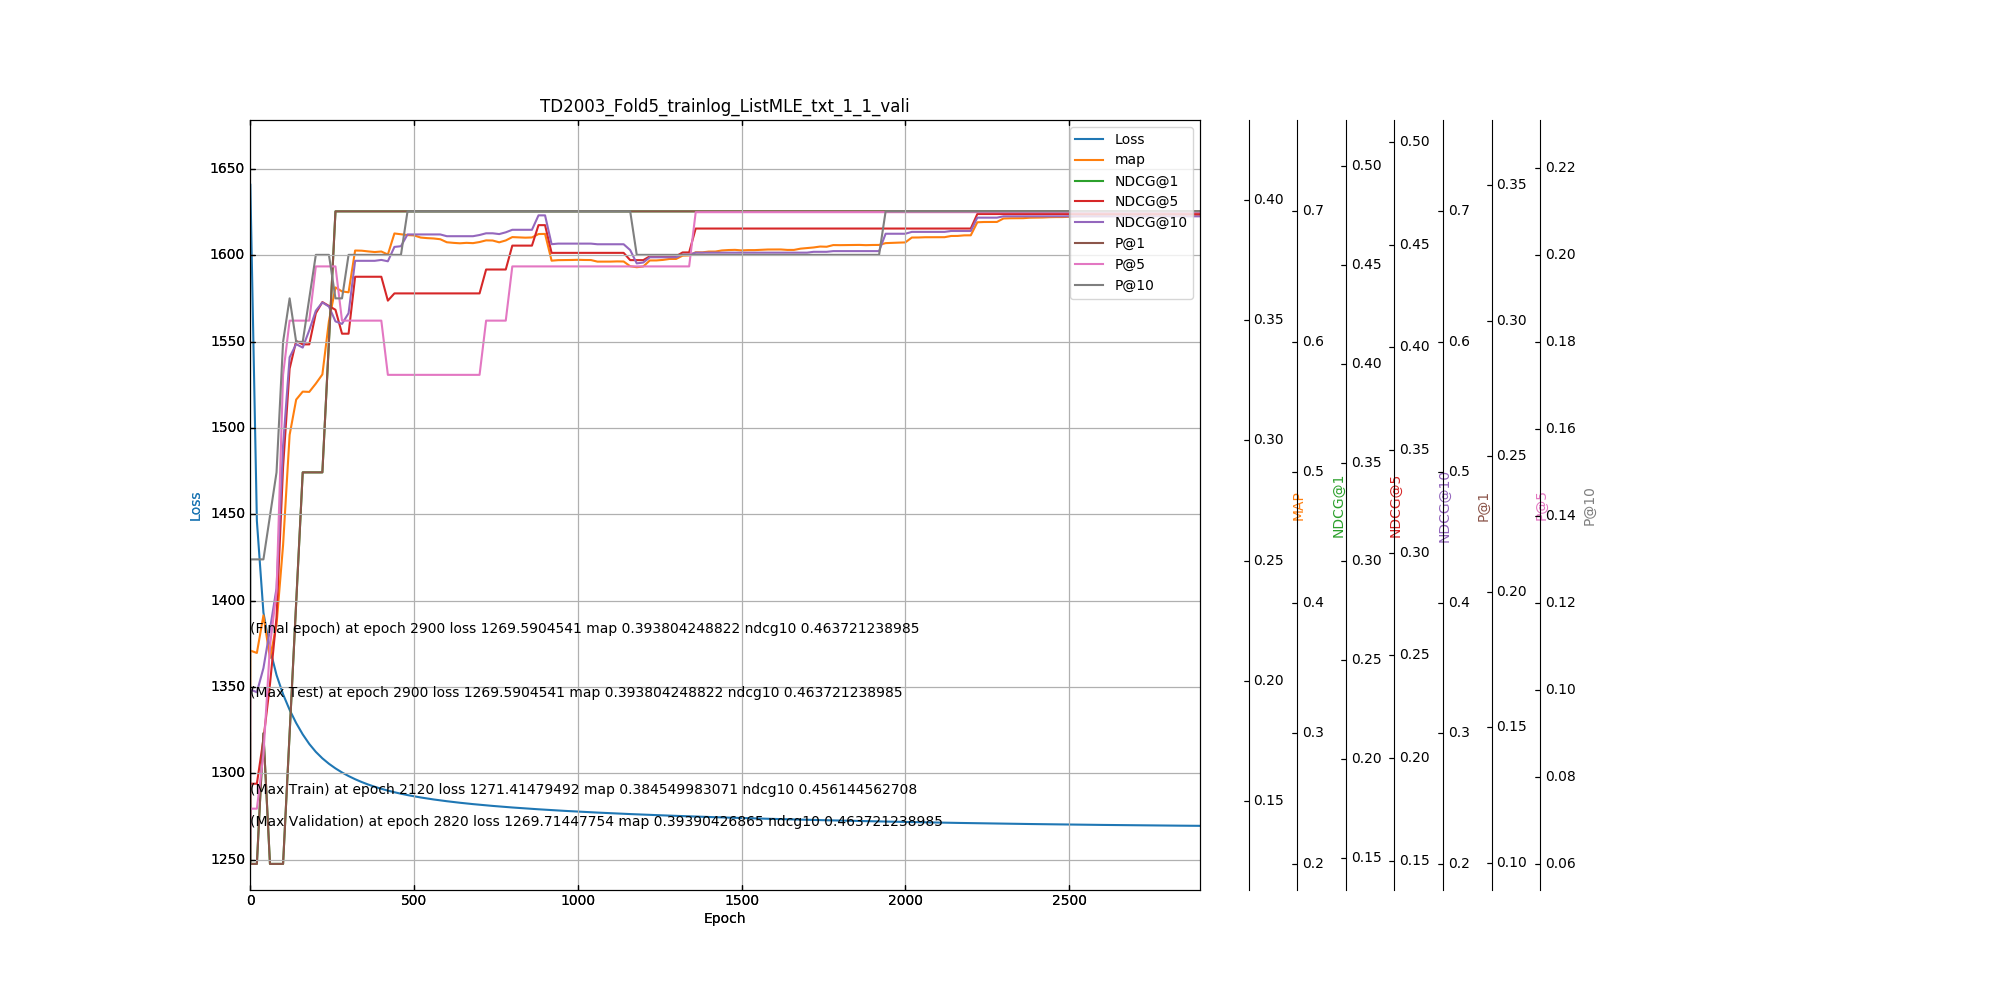 TD2003_Fold5_trainlog_ListMLE_txt_1_1_vali
Loss
map
NDCG@1
NDCG@5
NDCG@10
P@1
P@5
P@10
1650
1600
1550
1500
1450
1400
1350
1300
1250
Loss
(Final epoch) at epoch 2900 loss 1269.5904541 map 0.393804248822 ndcg10 0.463721238985
(Max Test) at epoch 2900 loss 1269.5904541 map 0.393804248822 ndcg10 0.463721238985
(Max Train) at epoch 2120 loss 1271.41479492 map 0.384549983071 ndcg10 0.456144562708
(Max Validation) at epoch 2820 loss 1269.71447754 map 0.39390426865 ndcg10 0.463721238985
0 500 1000 1500 2000 2500
Epoch
0.40
0.35
0.30
0.25
0.20
0.15
MAP
0.7
0.6
0.5
0.4
0.3
0.2
NDCG@1
0.50
0.45
0.40
0.35
0.30
0.25
0.20
0.15
NDCG@5
0.50
0.45
0.40
0.35
0.30
0.25
0.20
0.15
NDCG@10
0.7
0.6
0.5
0.4
0.3
0.2
P@1
0.35
0.30
0.25
0.20
0.15
0.10
P@5
0.22
0.20
0.18
0.16
0.14
0.12
0.10
0.08
0.06
P@10